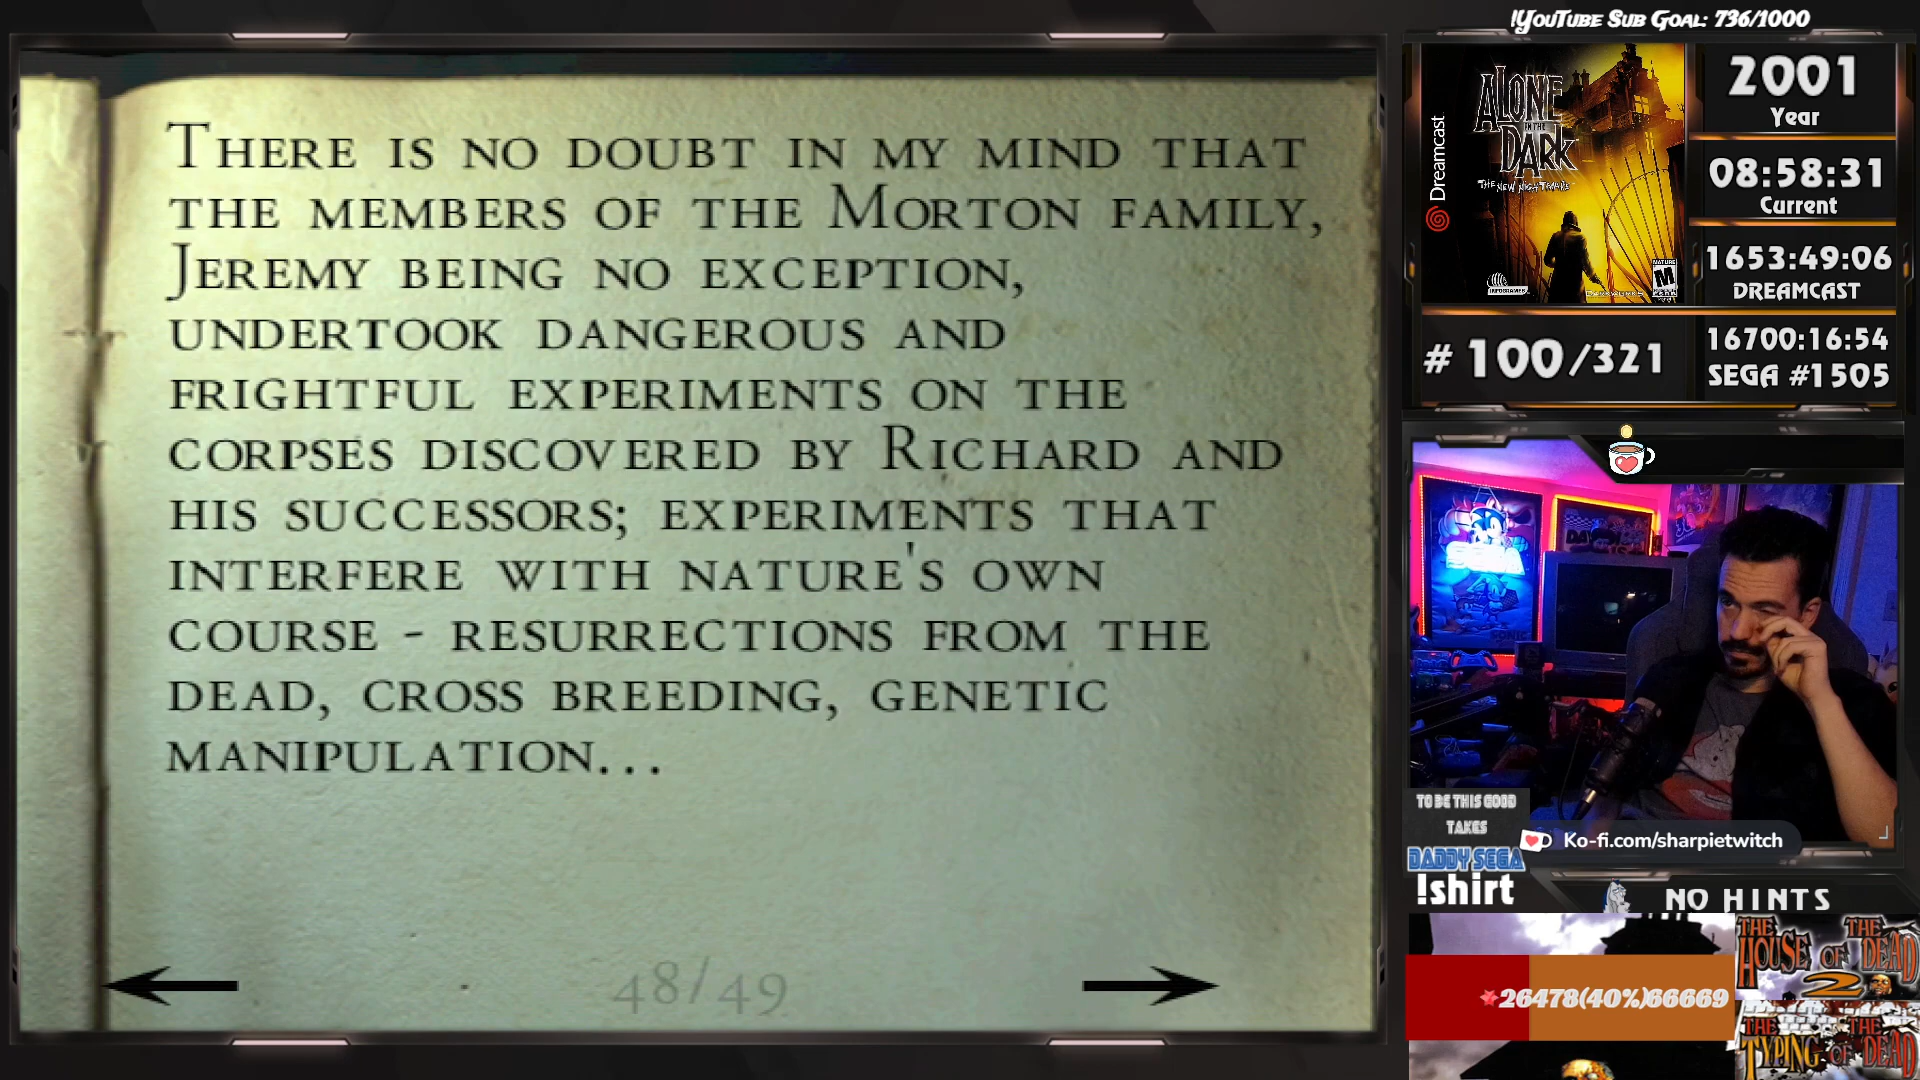 THERE IS NO DOUBT IN MY MIND THAT
THE MEMBERS OF THE MORTON FAMILY,
JEREMY BEING NO EXCEPTION,
UNDERTOOK DANGEROUS AND
FRIGHTFUL EXPERIMENTS ON THE
CORPSES DISCOVERED BY RICHARD AND
HIS SUCCESSORS; EXPERIMENTS THAT
INTERFERE WITH NATURE'S OWN
COURSE - RESURRECTIONS FROM THE
DEAD, CROSS BREEDING, GENETIC
MANIPULATION...
48/49
!YouTube Sub Goal: 736/1000
Dreamcast
ALONE
IN THE
DARK
THE NEW NIGHTMARE
INFOGRAMES
DARKWORKS
MATURE
M
2001
Year
08:58:31
Current
1653:49:06
DREAMCAST
# 100/321
16700:16:54
SEGA #1505
SONIC
TO BE THIS GOOD
TAKES
DADDY SEGA
!shirt
Ko-fi.com/sharpietwitch
NO HINTS
26478(40%)66669
THE HOUSE OF THE DEAD
2
THE TYPING OF THE DEAD